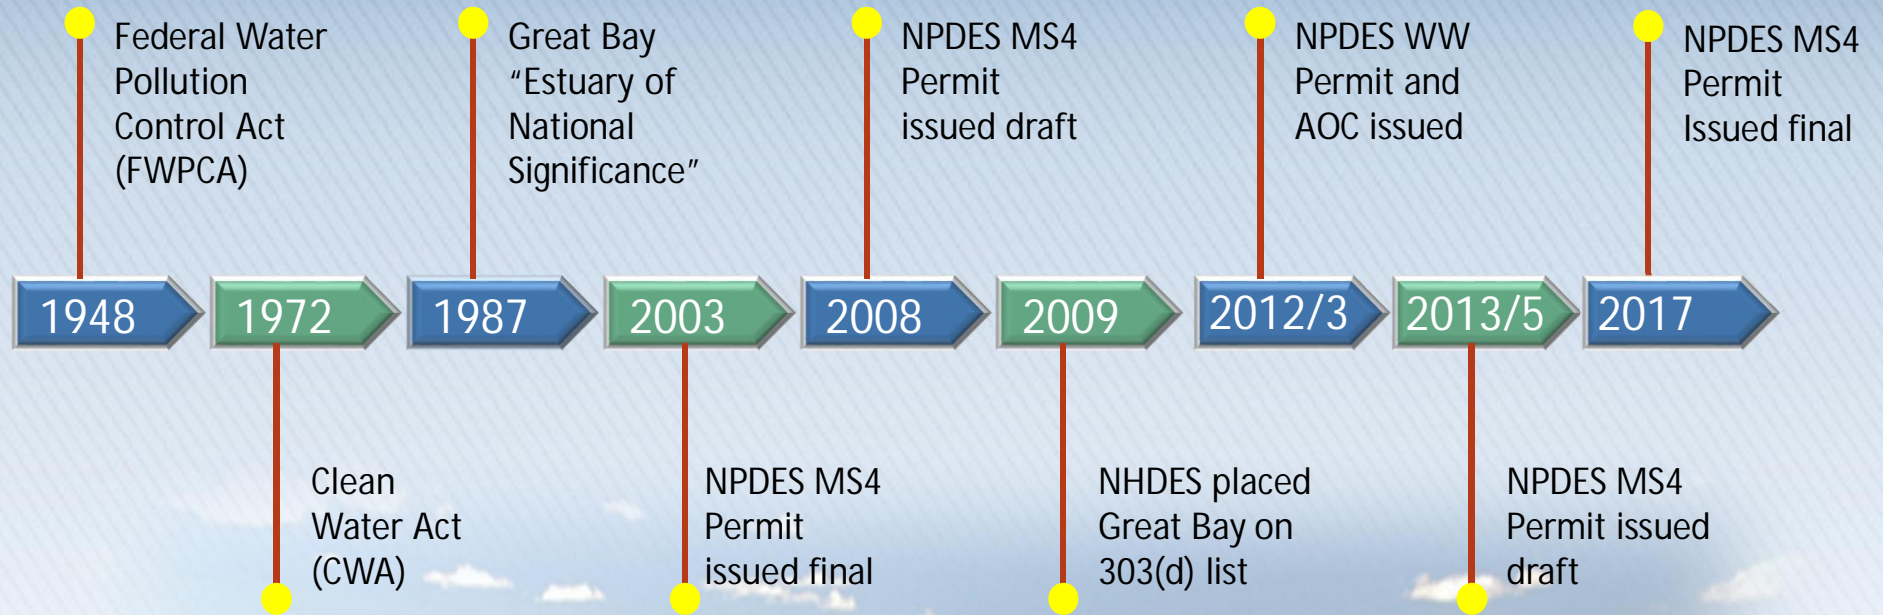 Federal Water
Pollution
Control Act
(FWPCA)
Great Bay
“Estuary of
National
Significance”
NPDES MS4
Permit
issued draft
NPDES WW
Permit and
AOC issued
NPDES MS4
Permit
Issued final
1948
1972
1987
2003
2008
2009
2012/3
2013/5
2017
Clean
Water Act
(CWA)
NPDES MS4
Permit
issued final
NHDES placed
Great Bay on
303(d) list
NPDES MS4
Permit issued
draft